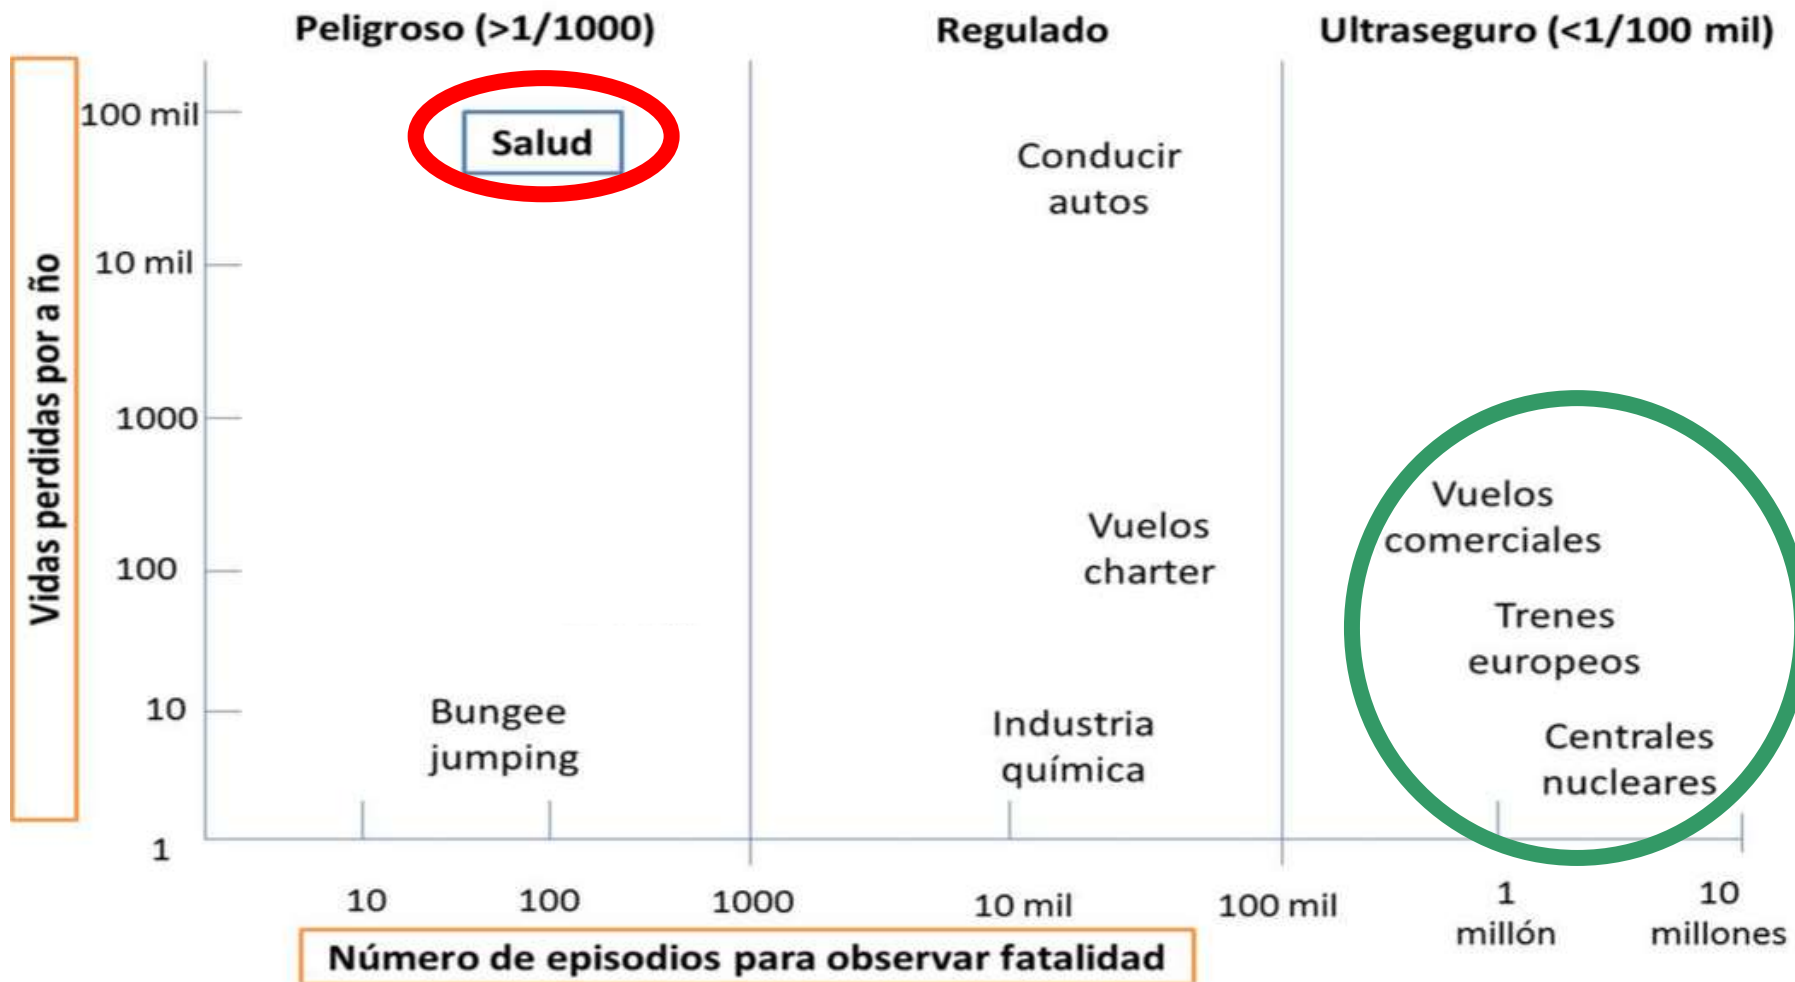 Peligroso (>1/1000)
Regulado
Ultraseguro (<1/100 mil)
Vidas perdidas por a ño
100 mil
10 mil
1000
100
10
1
Salud
Conducir
autos
Vuelos
charter
Vuelos
comerciales
Trenes
europeos
Bungee
jumping
Industria
química
Centrales
nucleares
10
100
1000
10 mil
100 mil
1
millón
10
millones
Número de episodios para observar fatalidad